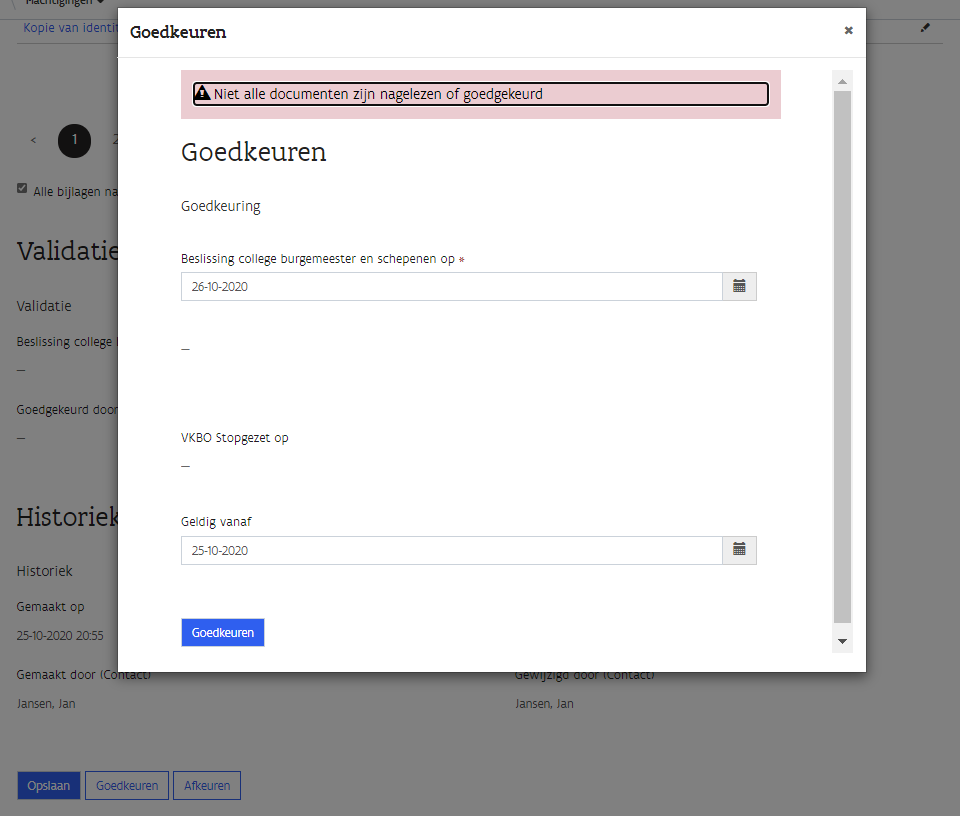 Machtigingen
Kopie van identit
Goedkeuren
×
Niet alle documenten zijn nagelezen of goedgekeurd
Goedkeuren
Goedkeuring
Beslissing college burgemeester en schepenen op *
26-10-2020
—
VKBO Stopgezet op
—
Geldig vanaf
25-10-2020
Goedkeuren
< 1 2
Alle bijlagen na
Validatie
Validatie
Beslissing college
—
Goedgekeurd door
—
Historiek
Historiek
Gemaakt op
25-10-2020 20:55
Gemaakt door (Contact) Gewijzigd door (Contact)
Jansen, Jan Jansen, Jan
Opslaan Goedkeuren Afkeuren